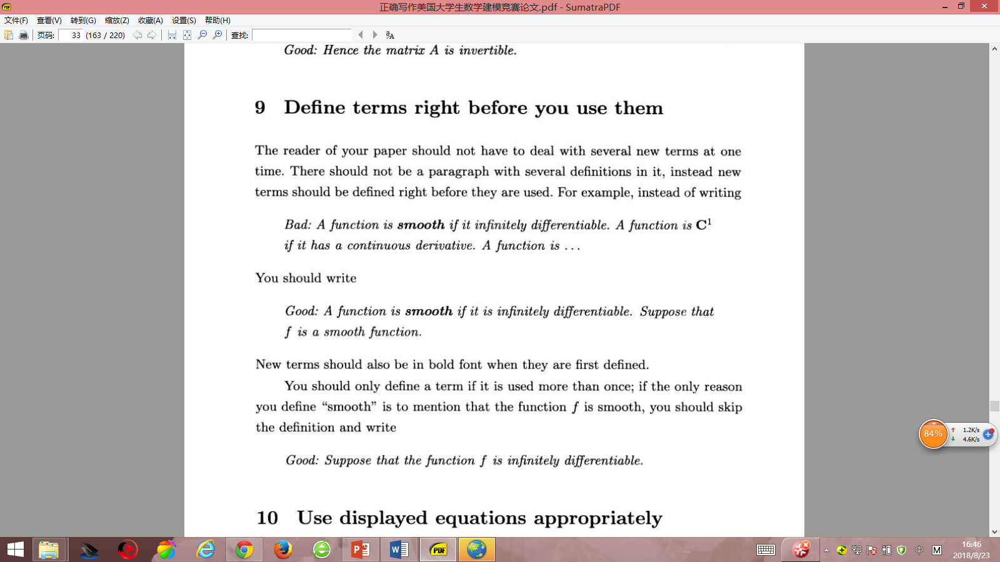 正确写作美国大学生数学建模竞赛论文.pdf - SumatraPDF
文件(F) 查看(V) 转到(G) 缩放(Z) 收藏(A) 设置(S) 帮助(H)
页码: 33 (163 / 220) 查找:
Good: Hence the matrix A is invertible.
9 Define terms right before you use them
The reader of your paper should not have to deal with several new terms at one
time. There should not be a paragraph with several definitions in it, instead new
terms should be defined right before they are used. For example, instead of writing
Bad: A function is smooth if it infinitely differentiable. A function is C¹
if it has a continuous derivative. A function is . . .
You should write
Good: A function is smooth if it is infinitely differentiable. Suppose that
f is a smooth function.
New terms should also be in bold font when they are first defined.
You should only define a term if it is used more than once; if the only reason
you define “smooth” is to mention that the function f is smooth, you should skip
the definition and write
Good: Suppose that the function f is infinitely differentiable.
10 Use displayed equations appropriately
84%
1.2K/s
4.6K/s
PDF
中 M
16:46
2018/8/23